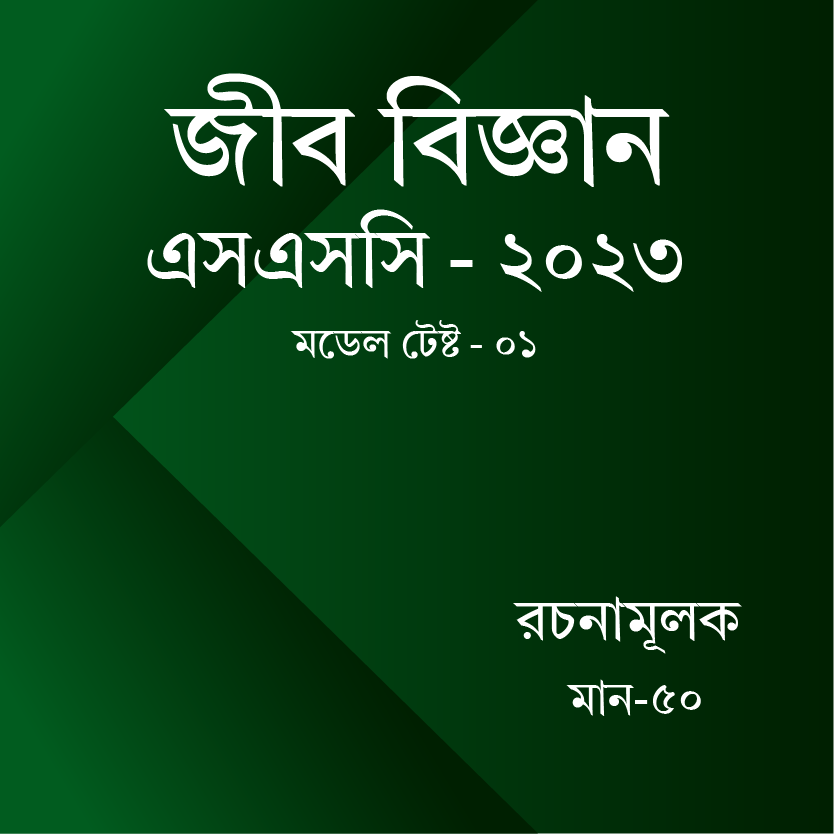 জীব বিজ্ঞান
এসএসসি - ২০২৩
মডেল টেষ্ট - ০১
রচনামূলক
মান-৫০